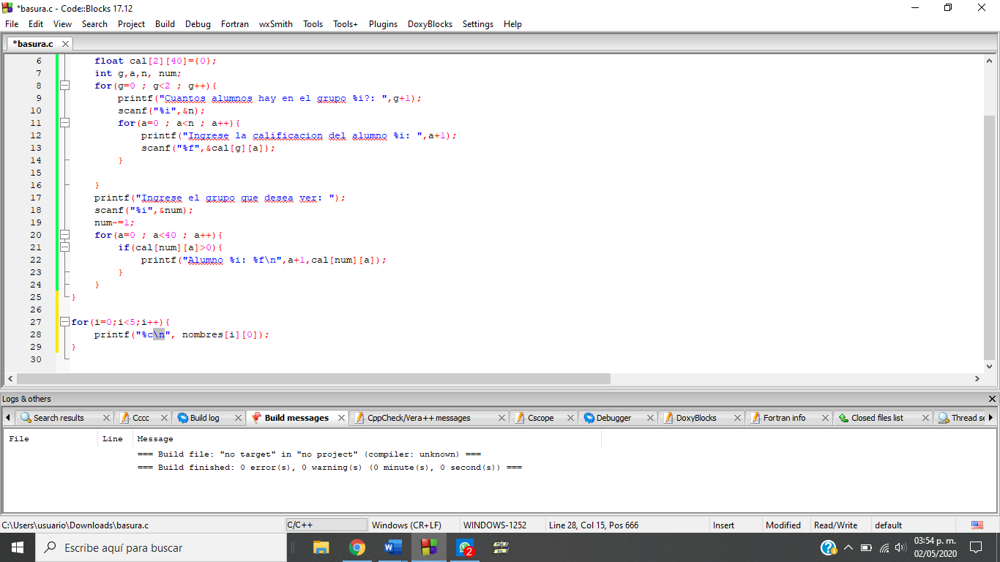 *basura.c - Code::Blocks 17.12
File Edit View Search Project Build Debug Fortran wxSmith Tools Tools+ Plugins DoxyBlocks Settings Help
*basura.c
6 float cal[2][40]={0};
7 int g,a,n, num;
8 for(g=0 ; g<2 ; g++){
9 printf("Cuantos alumnos hay en el grupo %i?: ",g+1);
10 scanf("%i",&n);
11 for(a=0 ; a<n ; a++){
12 printf("Ingrese la calificacion del alumno %i: ",a+1);
13 scanf("%f",&cal[g][a]);
14 }
15
16 }
17 printf("Ingrese el grupo que desea ver: ");
18 scanf("%i",&num);
19 num-=1;
20 for(a=0 ; a<40 ; a++){
21 if(cal[num][a]>0){
22 printf("Alumno %i: %f\n",a+1,cal[num][a]);
23 }
24 }
25 }
26
27 for(i=0;i<5;i++){
28 printf("%c\n", nombres[i][0]);
29 }
30
Logs & others
Search results Cccc Build log Build messages CppCheck/Vera++ messages Cscope Debugger DoxyBlocks Fortran info Closed files list Thread se
File Line Message
=== Build file: "no target" in "no project" (compiler: unknown) ===
=== Build finished: 0 error(s), 0 warning(s) (0 minute(s), 0 second(s)) ===
C:\Users\usuario\Downloads\basura.c C/C++ Windows (CR+LF) WINDOWS-1252 Line 28, Col 15, Pos 666 Insert Modified Read/Write default
Escribe aquí para buscar
2
03:54 p. m.
02/05/2020